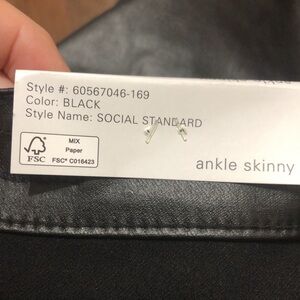 Style #: 60567046-169
Color: BLACK
Style Name: SOCIAL STANDARD
FSC
MIX
Paper
FSC® C016423
ankle skinny